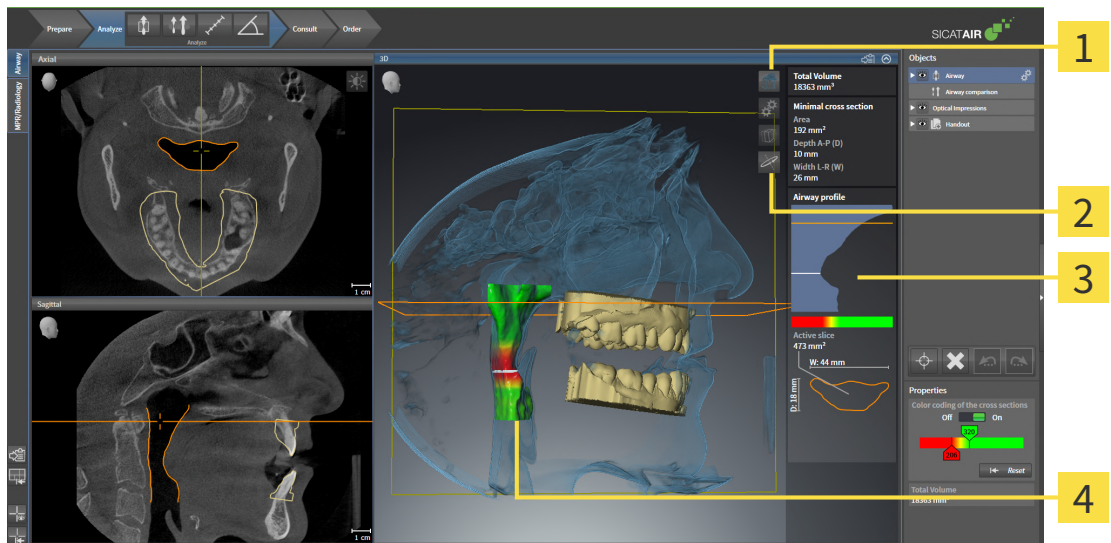 Prepare
Analyze
Analyze
Consult
Order
SICATAIR
1
Airway
MPR/Radiology
Axial
1 cm
Sagittal
1 cm
3D
Total Volume
18363 mm³
Minimal cross section
Area
192 mm²
Depth A-P (D)
10 mm
Width L-R (W)
26 mm
2
Airway profile
3
Active slice
473 mm²
W: 44 mm
D: 18 mm
Objects
Airway
Airway comparison
Optical Impressions
Handout
Properties
Color coding of the cross sections
Off
On
320
200
Reset
Total Volume
18363 mm³
4